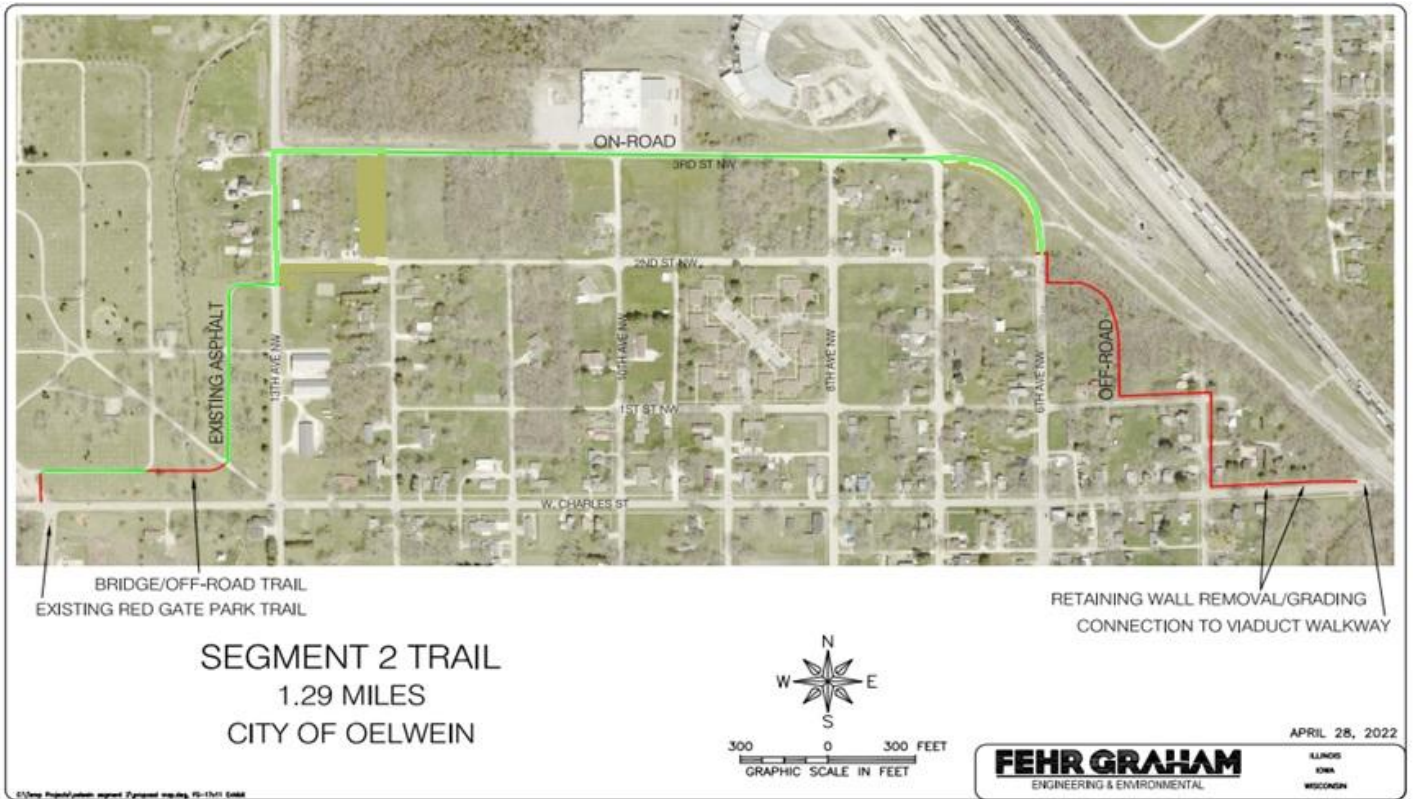 ON-ROAD
3RD ST NW
2ND ST NW
EXISTING ASPHALT
13TH AVE NW
10TH AVE NW
8TH AVE NW
6TH AVE NW
OFF-ROAD
1ST ST NW
W. CHARLES ST
BRIDGE/OFF-ROAD TRAIL
EXISTING RED GATE PARK TRAIL
RETAINING WALL REMOVAL/GRADING
CONNECTION TO VIADUCT WALKWAY
SEGMENT 2 TRAIL
1.29 MILES
CITY OF OELWEIN
N
W E
S
300 0 300 FEET
GRAPHIC SCALE IN FEET
APRIL 28, 2022
FEHR GRAHAM
ENGINEERING & ENVIRONMENTAL
ILLINOIS
IOWA
WISCONSIN